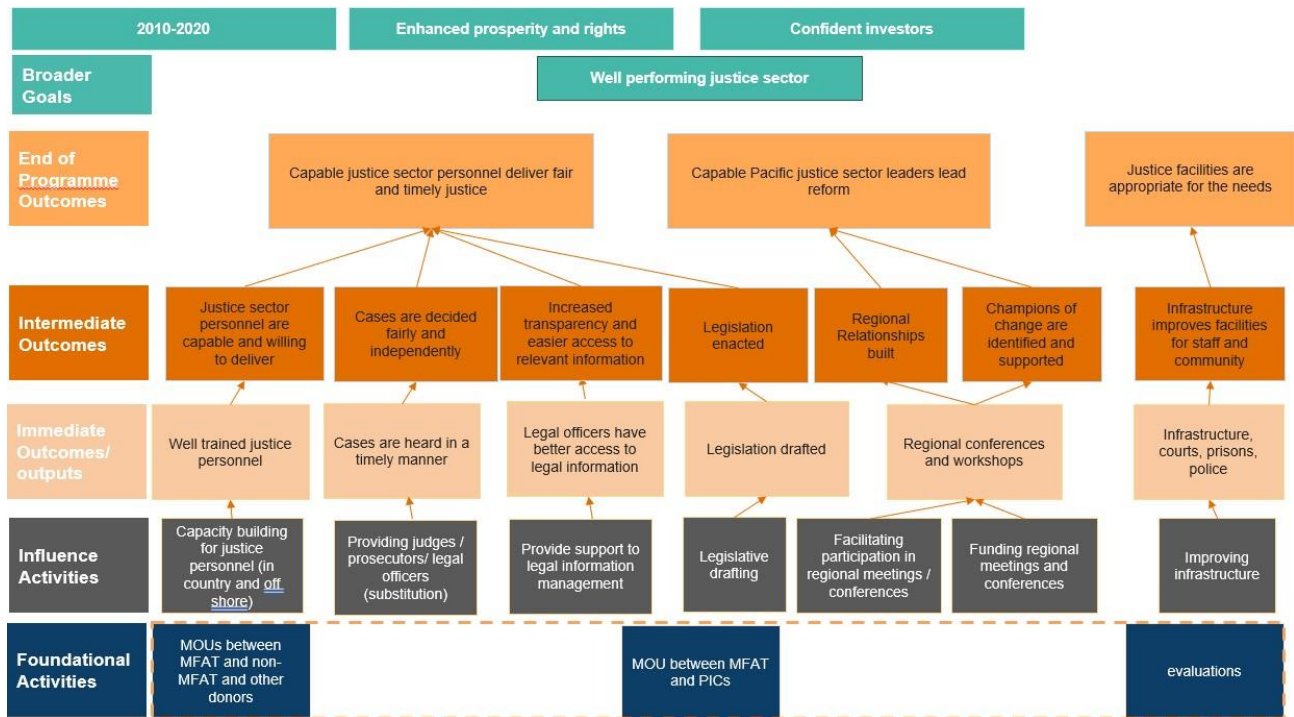 2010-2020
Enhanced prosperity and rights
Confident investors
Broader
Goals
Well performing justice sector
End of
Programme
Outcomes
Capable justice sector personnel deliver fair
and timely justice
Capable Pacific justice sector leaders lead
reform
Justice facilities are
appropriate for the needs
Intermediate
Outcomes
Justice sector
personnel are
capable and willing
to deliver
Cases are decided
fairly and
independently
Increased
transparency and
easier access to
relevant information
Legislation
enacted
Regional
Relationships
built
Champions of
change are
identified and
supported
Infrastructure
improves facilities
for staff and
community
Immediate
Outcomes/
outputs
Well trained justice
personnel
Cases are heard in a
timely manner
Legal officers have
better access to
legal information
Legislation drafted
Regional conferences
and workshops
Infrastructure,
courts, prisons,
police
Influence
Activities
Capacity building
for justice
personnel (in
country and off
shore)
Providing judges /
prosecutors/ legal
officers
(substitution)
Provide support to
legal information
management
Legislative
drafting
Facilitating
participation in
regional meetings /
conferences
Funding regional
meetings and
conferences
Improving
infrastructure
Foundational
Activities
MOUs between
MFAT and non-
MFAT and other
donors
MOU between MFAT
and PICs
evaluations